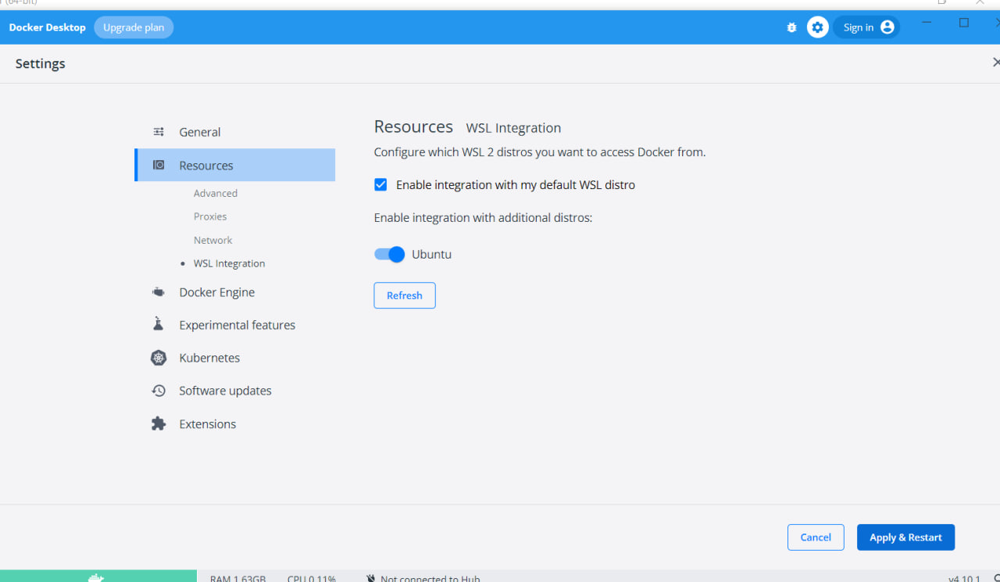 (64-bit)
Docker Desktop Upgrade plan Sign in
Settings
General
Resources
Advanced
Proxies
Network
WSL Integration
Docker Engine
Experimental features
Kubernetes
Software updates
Extensions
Resources WSL Integration
Configure which WSL 2 distros you want to access Docker from.
Enable integration with my default WSL distro
Enable integration with additional distros:
Ubuntu
Refresh
Cancel Apply & Restart
RAM 1.63GB CPU 0.11% Not connected to Hub v4.10.1